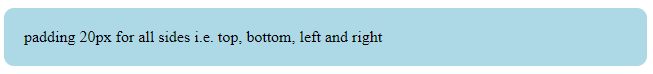 padding 20px for all sides i.e. top, bottom, left and right